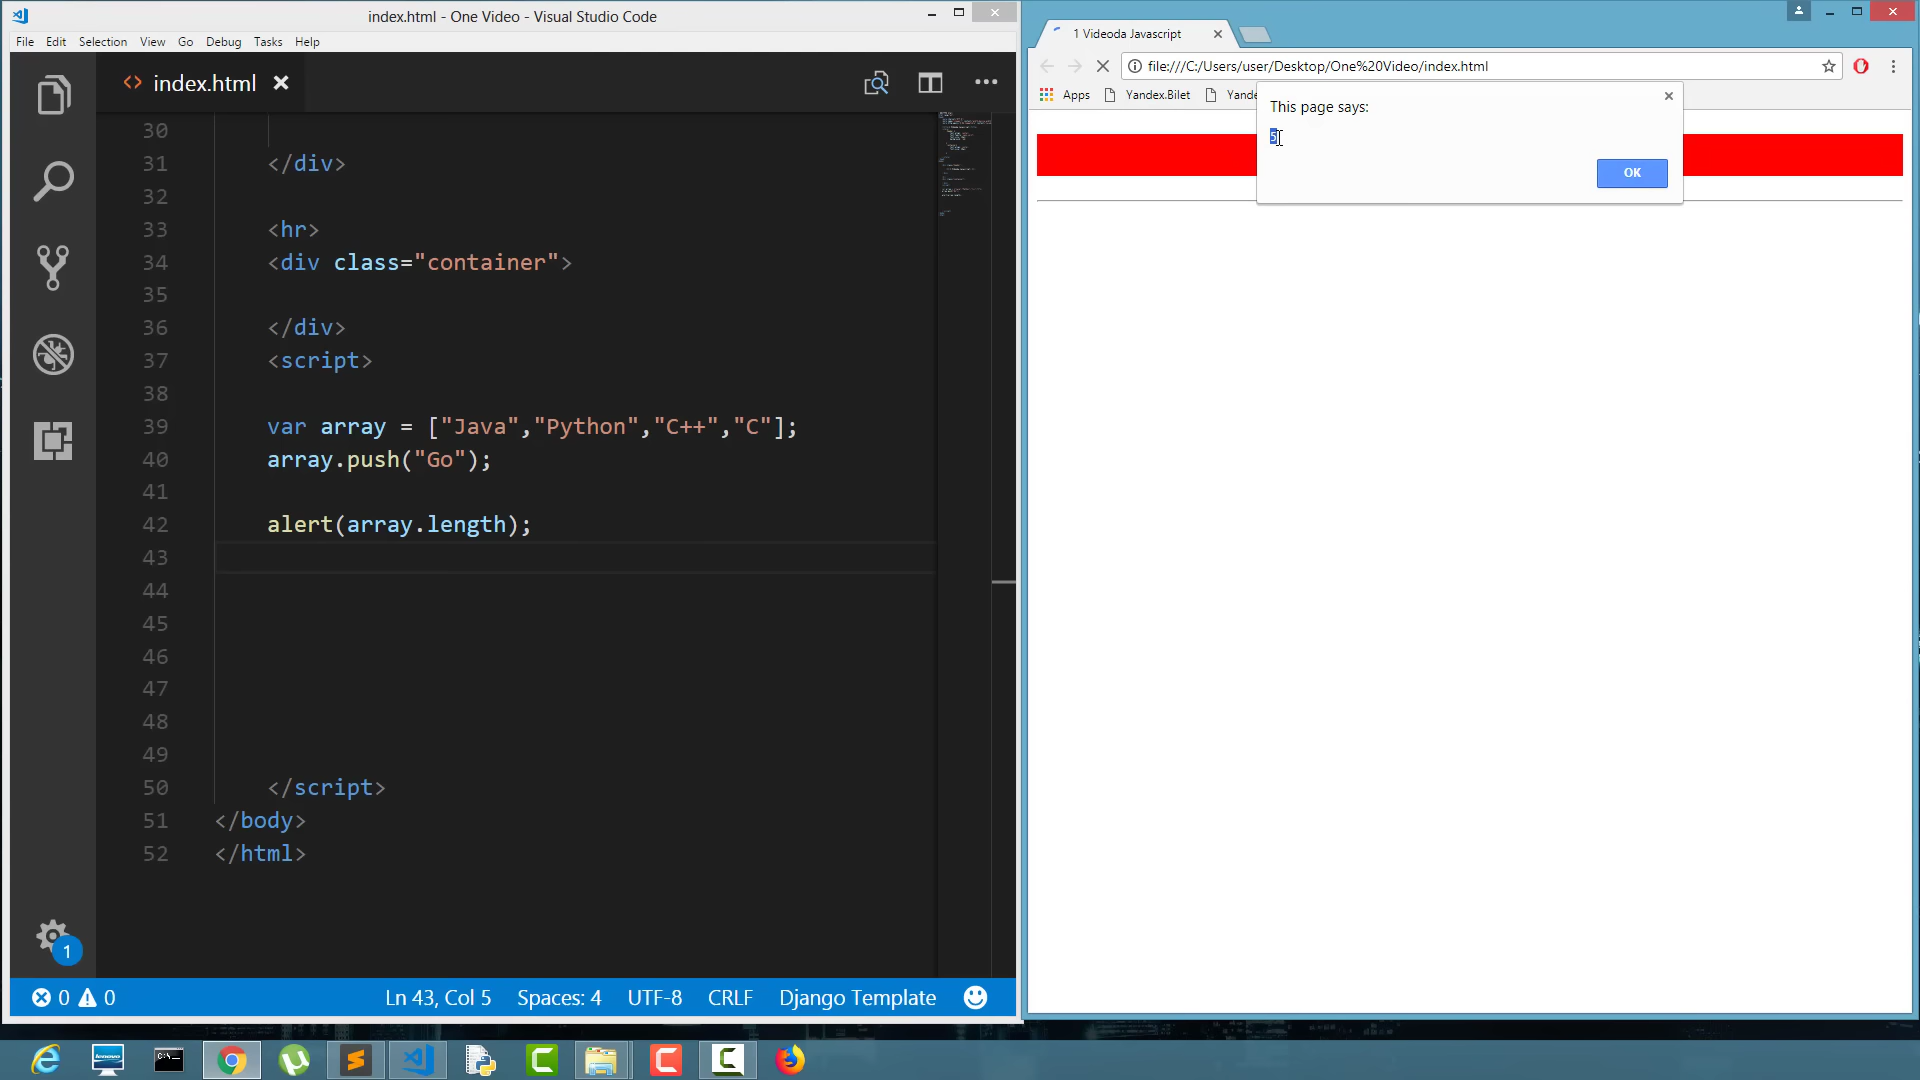 index.html - One Video - Visual Studio Code
File Edit Selection View Go Debug Tasks Help
index.html
30
31 </div>
32
33 <hr>
34 <div class="container">
35
36 </div>
37 <script>
38
39 var array = ["Java","Python","C++","C"];
40 array.push("Go");
41
42 alert(array.length);
43
44
45
46
47
48
49
50 </script>
51 </body>
52 </html>
1
0 0 Ln 43, Col 5 Spaces: 4 UTF-8 CRLF Django Template
1 Videoda Javascript
file:///C:/Users/user/Desktop/One%20Video/index.html
Apps Yandex.Bilet Yande
This page says:
5
OK
lenovo
C:\_